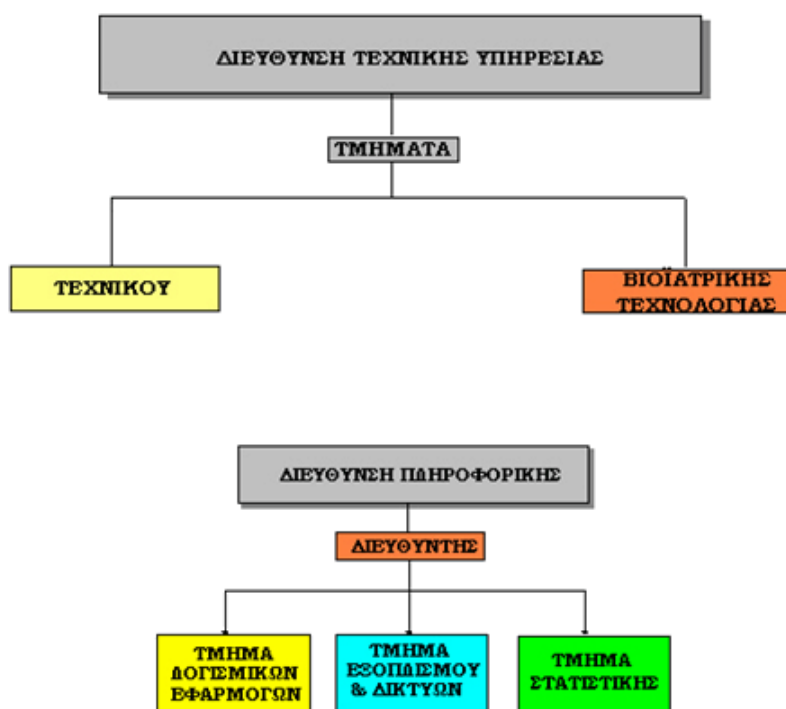 ΔΙΕΥΘΥΝΣΗ ΤΕΧΝΙΚΗΣ ΥΠΗΡΕΣΙΑΣ
ΤΜΗΜΑΤΑ
ΤΕΧΝΙΚΟΥ
ΒΙΟΪΑΤΡΙΚΗΣ
ΤΕΧΝΟΛΟΓΙΑΣ
ΔΙΕΥΘΥΝΣΗ ΠΛΗΡΟΦΟΡΙΚΗΣ
ΔΙΕΥΘΥΝΤΗΣ
ΤΜΗΜΑ
ΛΟΓΙΣΜΙΚΩΝ
ΕΦΑΡΜΟΓΩΝ
ΤΜΗΜΑ
ΕΞΟΠΛΙΣΜΟΥ
& ΔΙΚΤΥΩΝ
ΤΜΗΜΑ
ΣΤΑΤΙΣΤΙΚΗΣ